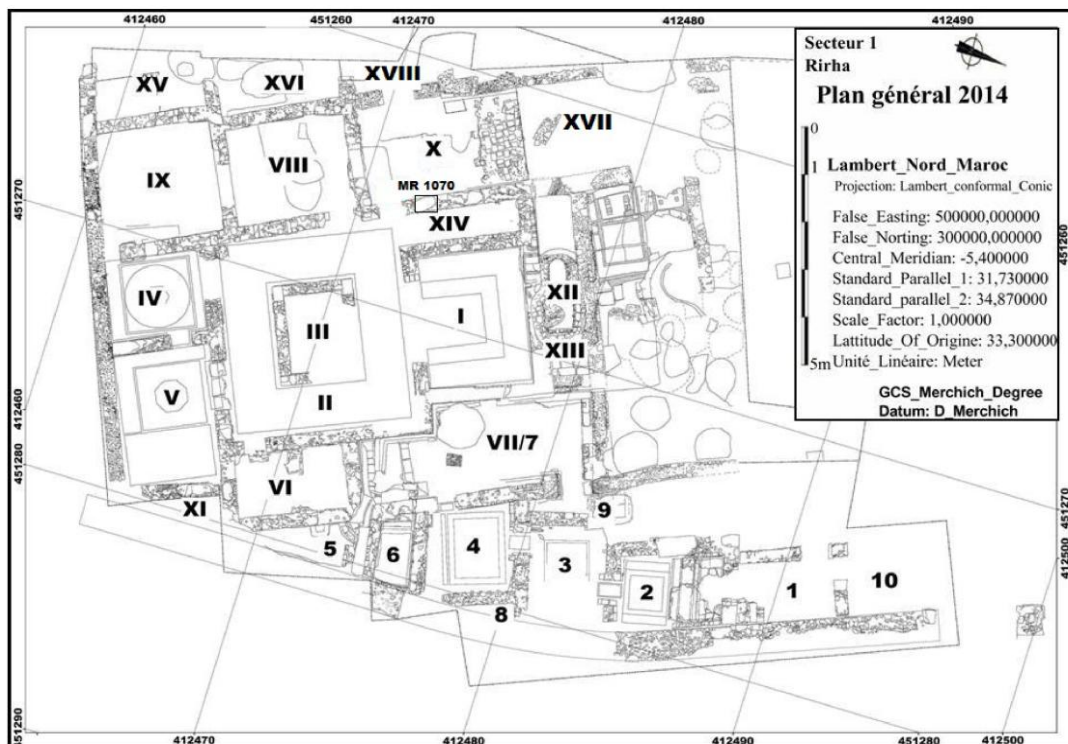 412460
451260
412470
412480
412490
Secteur 1
Rirha
Plan général 2014
0
1
5m
Lambert_Nord_Maroc
Projection: Lambert_conformal_Conic
False_Easting: 500000,000000
False_Norting: 300000,000000
Central_Meridian: -5,400000
Standard_Parallel_1: 31,730000
Standard_parallel_2: 34,870000
Scale_Factor: 1,000000
Lattitude_Of_Origine: 33,300000
Unité_Linéaire: Meter
GCS_Merchich_Degree
Datum: D_Merchich
XV
XVI
XVIII
XVII
IX
VIII
X
MR 1070
XIV
451270
451260
IV
III
I
XII
XIII
V
II
412460
VII/7
451280
VI
XI
9
451270
5
6
4
3
2
1
10
412500
8
451290
412470
412480
412490
451280
412500